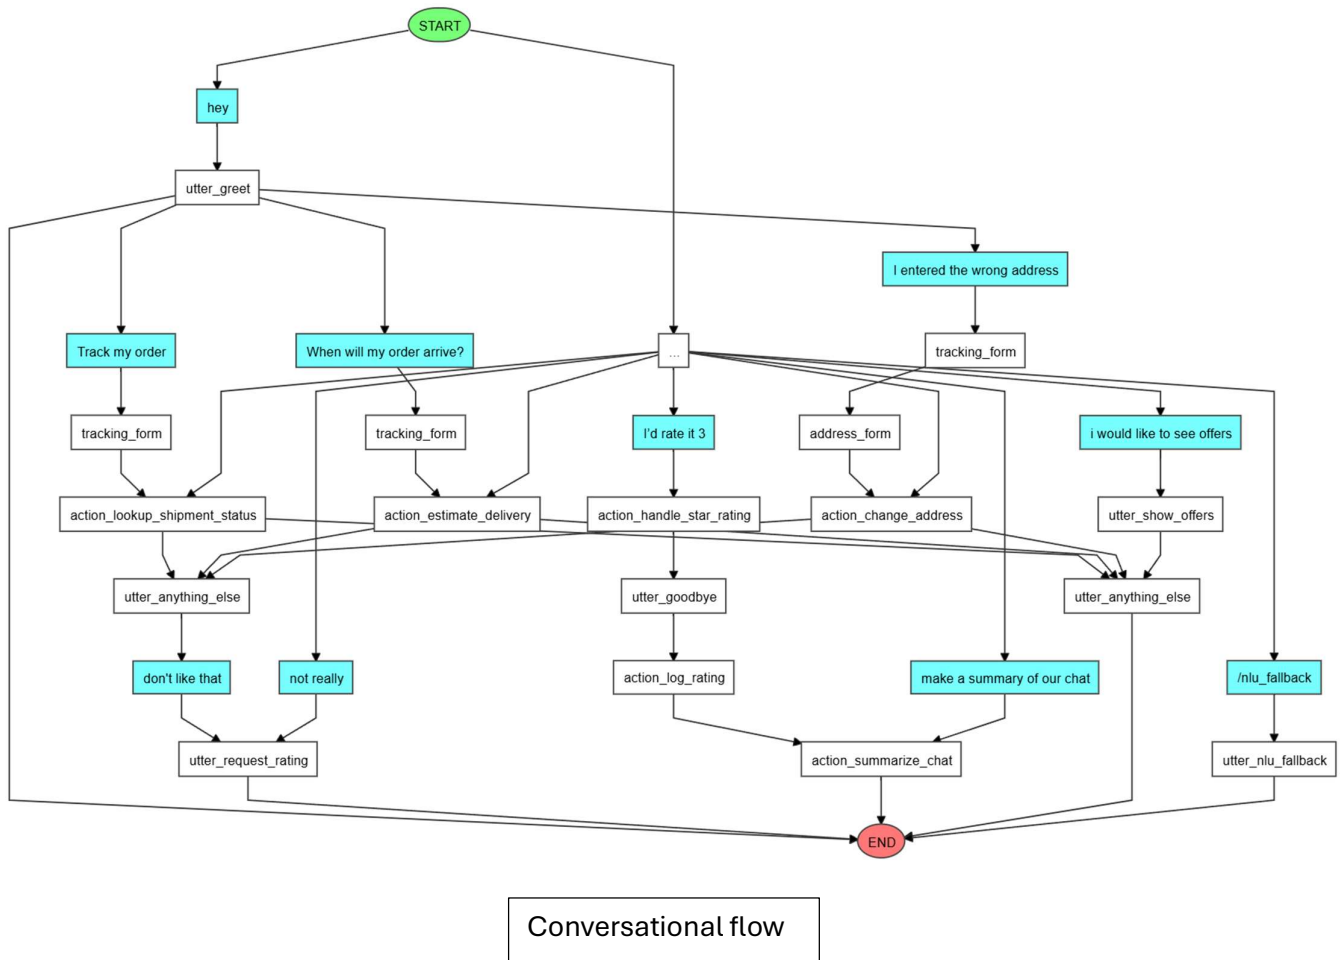 START
hey
utter_greet
I entered the wrong address
Track my order
When will my order arrive?
...
tracking_form
tracking_form
tracking_form
I'd rate it 3
address_form
i would like to see offers
action_lookup_shipment_status
action_estimate_delivery
action_handle_star_rating
action_change_address
utter_show_offers
utter_anything_else
utter_goodbye
utter_anything_else
don't like that
not really
action_log_rating
make a summary of our chat
/nlu_fallback
utter_request_rating
action_summarize_chat
utter_nlu_fallback
END
Conversational flow